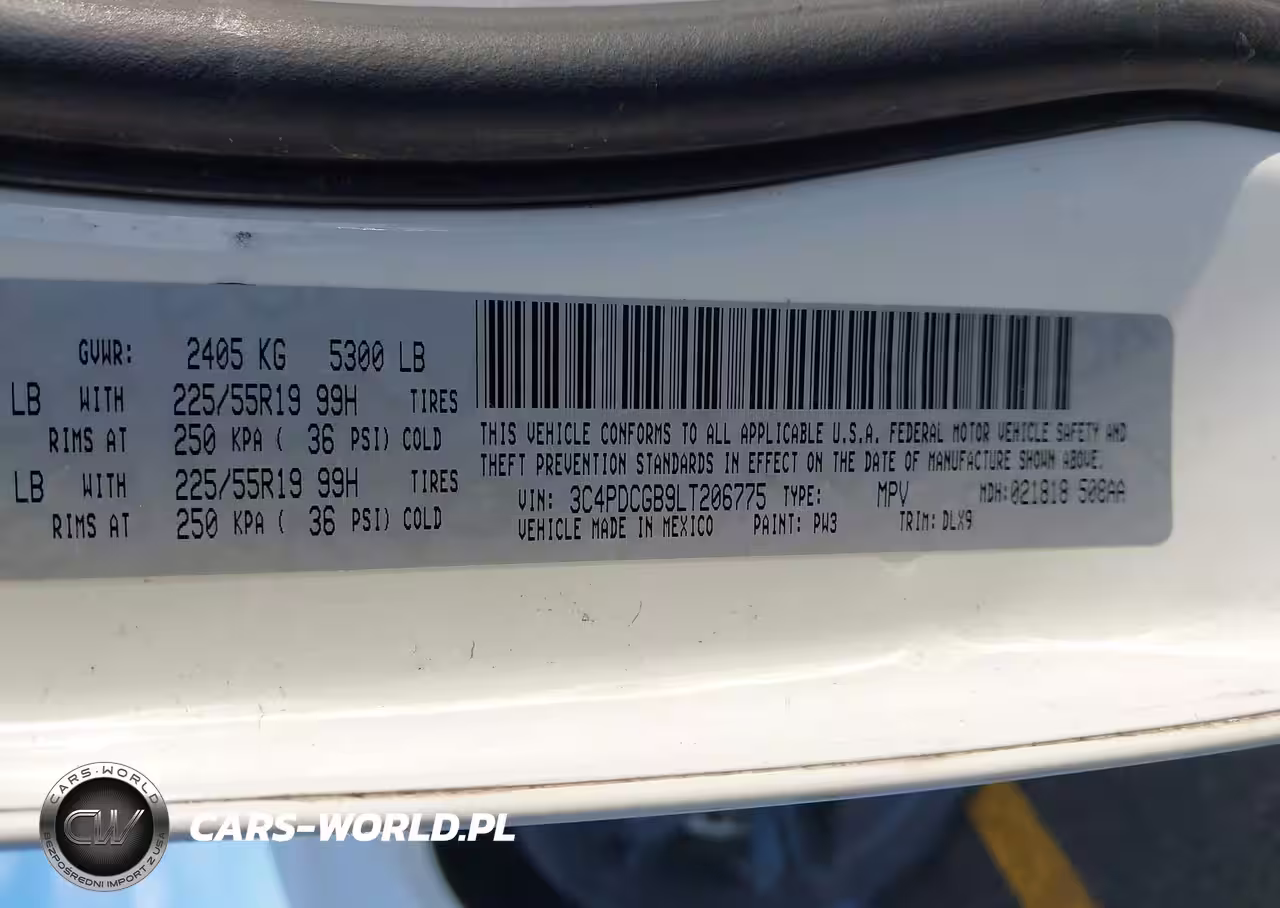 GVWR: 2405 KG 5300 LB
LB WITH 225/55R19 99H TIRES
RIMS AT 250 KPA ( 36 PSI) COLD
LB WITH 225/55R19 99H TIRES
RIMS AT 250 KPA ( 36 PSI) COLD
THIS VEHICLE CONFORMS TO ALL APPLICABLE U.S.A. FEDERAL MOTOR VEHICLE SAFETY AND
THEFT PREVENTION STANDARDS IN EFFECT ON THE DATE OF MANUFACTURE SHOWN ABOVE.
VIN: 3C4PDCGB9LT206775 TYPE: MPV MDH:021818 508AA
VEHICLE MADE IN MEXICO PAINT: PW3 TRIM: DLX9
CARS-WORLD
CW
BEZPOŚREDNI IMPORT Z USA
CARS-WORLD.PL